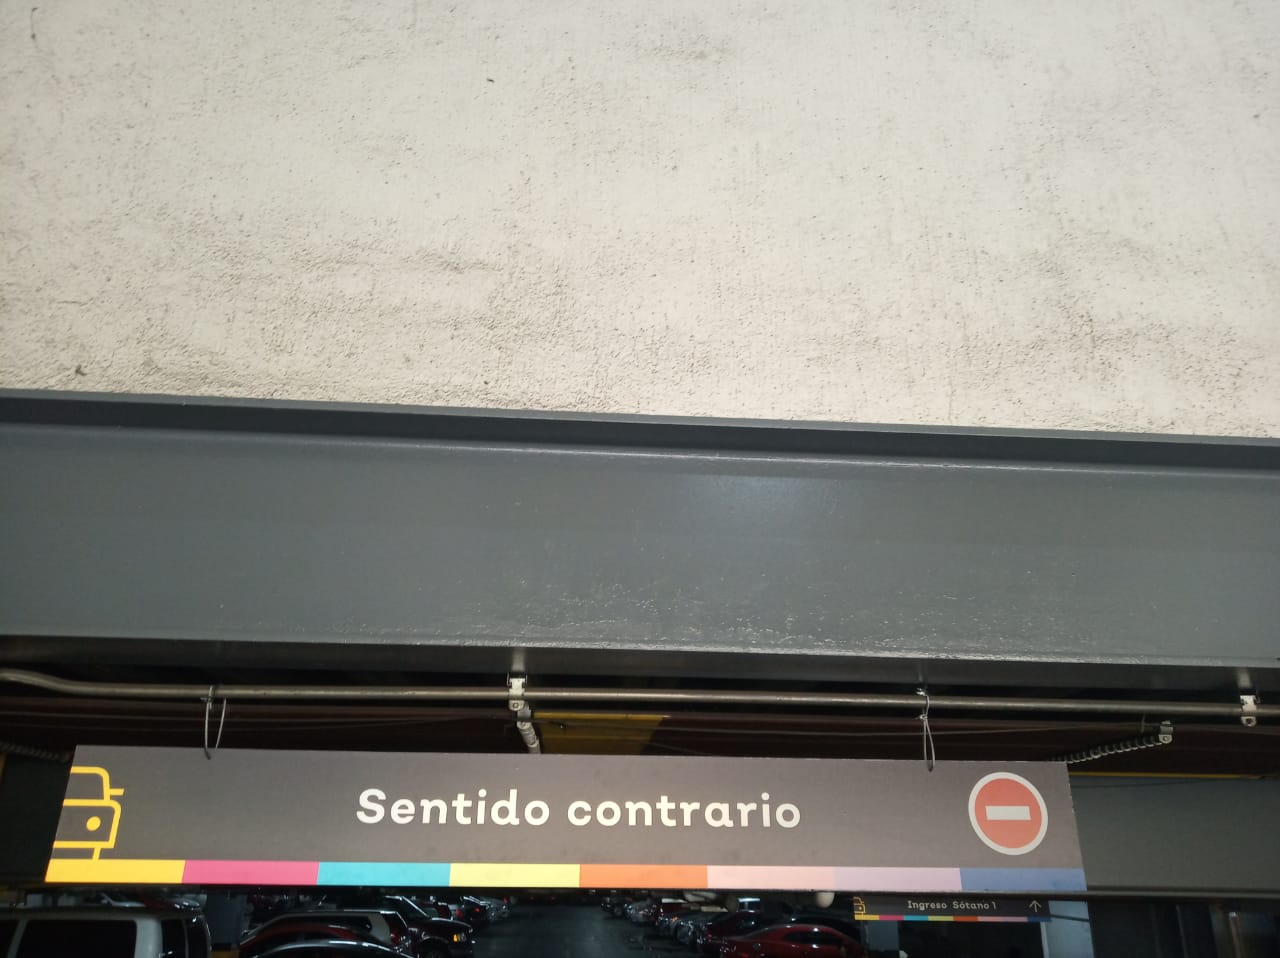 Sentido contrario
Ingreso Sótano 1